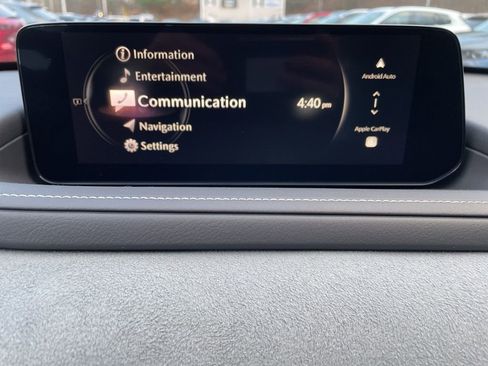 Information
Entertainment
Communication
4:40 pm
Navigation
Settings
Android Auto
Apple CarPlay